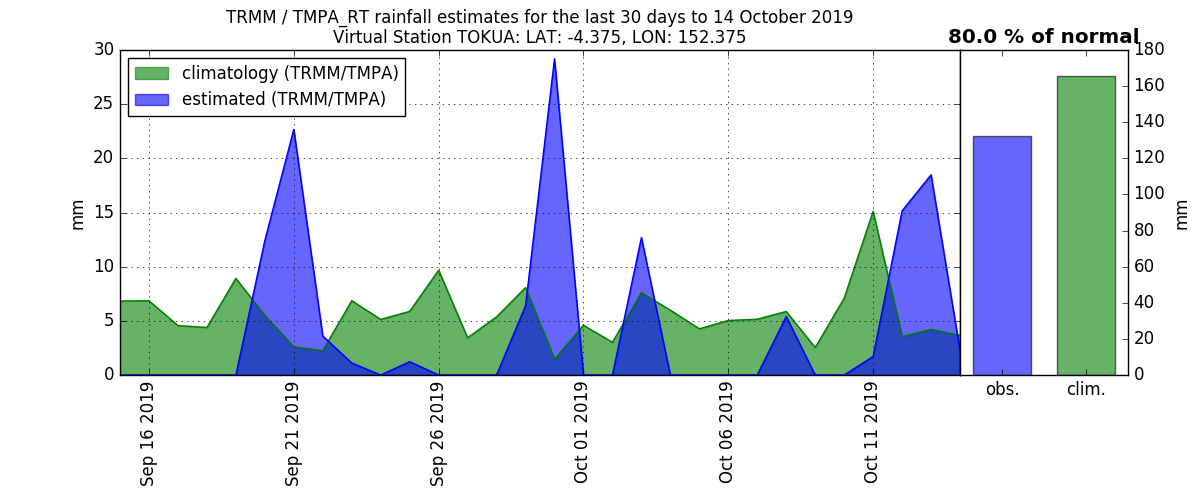 TRMM / TMPA_RT rainfall estimates for the last 30 days to 14 October 2019
Virtual Station TOKUA: LAT: -4.375, LON: 152.375
80.0 % of normal
climatology (TRMM/TMPA)
estimated (TRMM/TMPA)
mm
30
25
20
15
10
5
0
Sep 16 2019
Sep 21 2019
Sep 26 2019
Oct 01 2019
Oct 06 2019
Oct 11 2019
180
160
140
120
100
80
60
40
20
0
mm
obs.
clim.